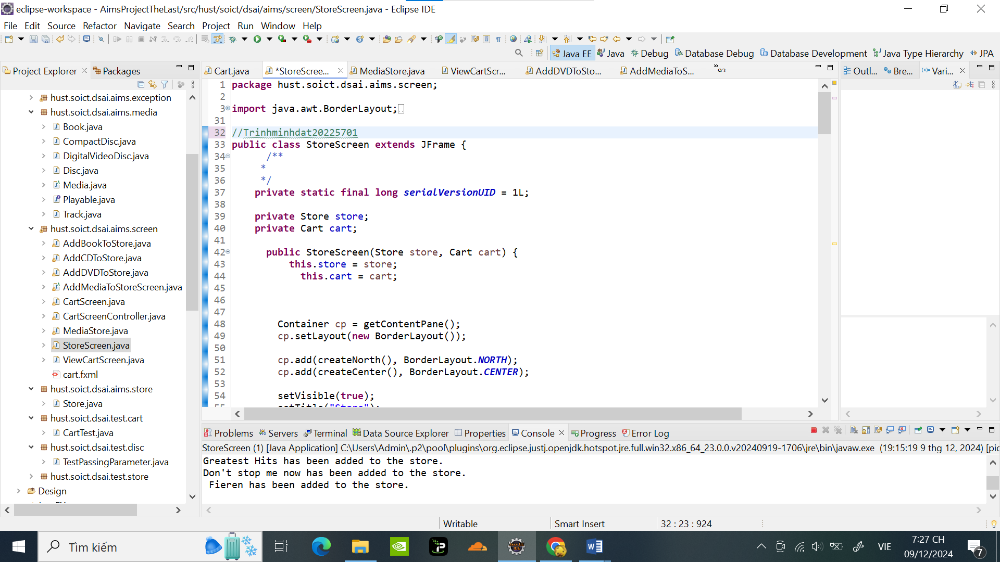 eclipse-workspace - AimsProjectTheLast/src/hust/soict/dsai/aims/screen/StoreScreen.java - Eclipse IDE
File Edit Source Refactor Navigate Search Project Run Window Help
Java EE Java Debug Database Debug Database Development Java Type Hierarchy JPA
Project Explorer Packages
Cart.java *StoreScree... MediaStore.java ViewCartScr... AddDVDToSto... AddMediaToS...
Outl... Bre... Vari...
hust.soict.dsai.aims.exception
hust.soict.dsai.aims.media
Book.java
CompactDisc.java
DigitalVideoDisc.java
Disc.java
Media.java
Playable.java
Track.java
hust.soict.dsai.aims.screen
AddBookToStore.java
AddCDToStore.java
AddDVDToStore.java
AddMediaToStoreScreen.java
CartScreen.java
CartScreenController.java
MediaStore.java
StoreScreen.java
ViewCartScreen.java
cart.fxml
hust.soict.dsai.aims.store
Store.java
hust.soict.dsai.test.cart
CartTest.java
hust.soict.dsai.test.disc
TestPassingParameter.java
hust.soict.dsai.test.store
Design
1 package hust.soict.dsai.aims.screen;
2
3 import java.awt.BorderLayout;
31
32 //Trinhminhdat20225701
33 public class StoreScreen extends JFrame {
34 /**
35 *
36 */
37 private static final long serialVersionUID = 1L;
38
39 private Store store;
40 private Cart cart;
41
42 public StoreScreen(Store store, Cart cart) {
43 this.store = store;
44 this.cart = cart;
45
46
47
48 Container cp = getContentPane();
49 cp.setLayout(new BorderLayout());
50
51 cp.add(createNorth(), BorderLayout.NORTH);
52 cp.add(createCenter(), BorderLayout.CENTER);
53
54 setVisible(true);
55 setTitle("Store");
Problems Servers Terminal Data Source Explorer Properties Console Progress Error Log
StoreScreen (1) [Java Application] C:\Users\Admin\.p2\pool\plugins\org.eclipse.justj.openjdk.hotspot.jre.full.win32.x86_64_23.0.0.v20240919-1706\jre\bin\javaw.exe (19:15:19 9 thg 12, 2024) [pic
Greatest Hits has been added to the store.
Don't stop me now has been added to the store.
Fieren has been added to the store.
Writable Smart Insert 32 : 23 : 924
Tìm kiếm
VIE
7:27 CH
09/12/2024
7